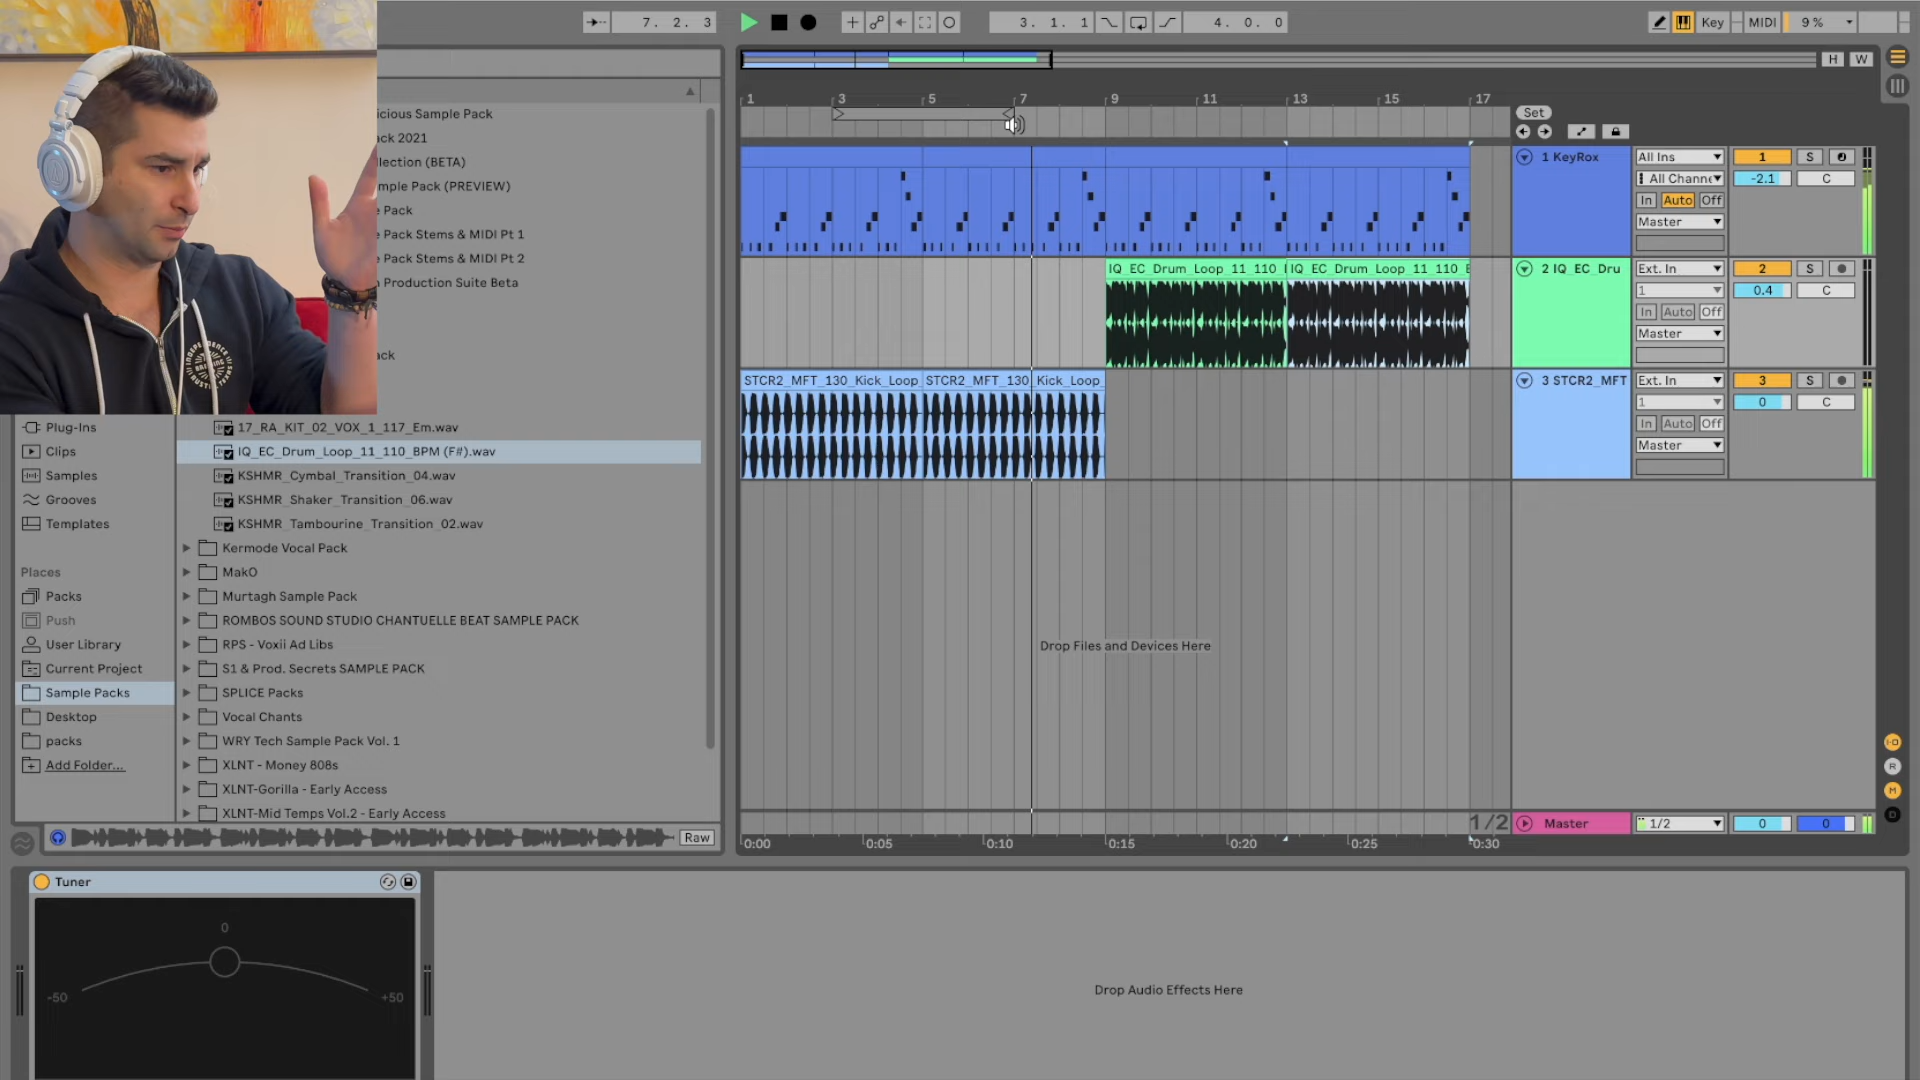 7. 2. 3
3. 1. 1
4. 0. 0
Key
MIDI
9 %
H
W
1
3
5
7
9
11
13
15
17
Set
icious Sample Pack
ck 2021
llection (BETA)
mple Pack (PREVIEW)
e Pack
e Pack Stems & MIDI Pt 1
e Pack Stems & MIDI Pt 2
n Production Suite Beta
ack
1 KeyRox
All Ins
1
S
All Channe
-2.1
C
In
Auto
Off
Master
IQ_EC_Drum_Loop_11_110_
IQ_EC_Drum_Loop_11_110_E
2 IQ_EC_Dru
Ext. In
2
S
1
0.4
C
In
Auto
Off
Master
STCR2_MFT_130_Kick_Loop_
STCR2_MFT_130_Kick_Loop_
3 STCR2_MFT
Ext. In
3
S
1
0
C
In
Auto
Off
Master
Plug-Ins
Clips
Samples
Grooves
Templates
17_RA_KIT_02_VOX_1_117_Em.wav
IQ_EC_Drum_Loop_11_110_BPM (F#).wav
KSHMR_Cymbal_Transition_04.wav
KSHMR_Shaker_Transition_06.wav
KSHMR_Tambourine_Transition_02.wav
Kermode Vocal Pack
Places
MakO
Packs
Murtagh Sample Pack
Push
ROMBOS SOUND STUDIO CHANTUELLE BEAT SAMPLE PACK
User Library
RPS - Voxii Ad Libs
Current Project
S1 & Prod. Secrets SAMPLE PACK
Sample Packs
SPLICE Packs
Desktop
Vocal Chants
packs
WRY Tech Sample Pack Vol. 1
Add Folder...
XLNT - Money 808s
XLNT-Gorilla - Early Access
XLNT-Mid Temps Vol.2 - Early Access
Raw
Drop Files and Devices Here
I·O
R
M
D
1/2
Master
1/2
0
0
0:00
0:05
0:10
0:15
0:20
0:25
0:30
Tuner
0
-50
+50
Drop Audio Effects Here